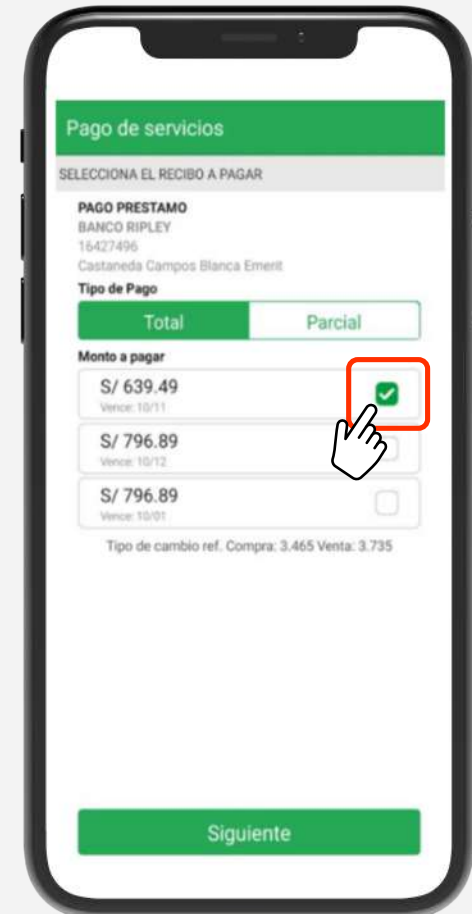 Pago de servicios
SELECCIONA EL RECIBO A PAGAR
PAGO PRESTAMO
BANCO RIPLEY
16427496
Castaneda Campos Blanca Emerit
Tipo de Pago
Total Parcial
Monto a pagar
S/ 639.49
Vence: 10/11
S/ 796.89
Vence: 10/12
S/ 796.89
Vence: 10/01
Tipo de cambio ref. Compra: 3.465 Venta: 3.735
Siguiente